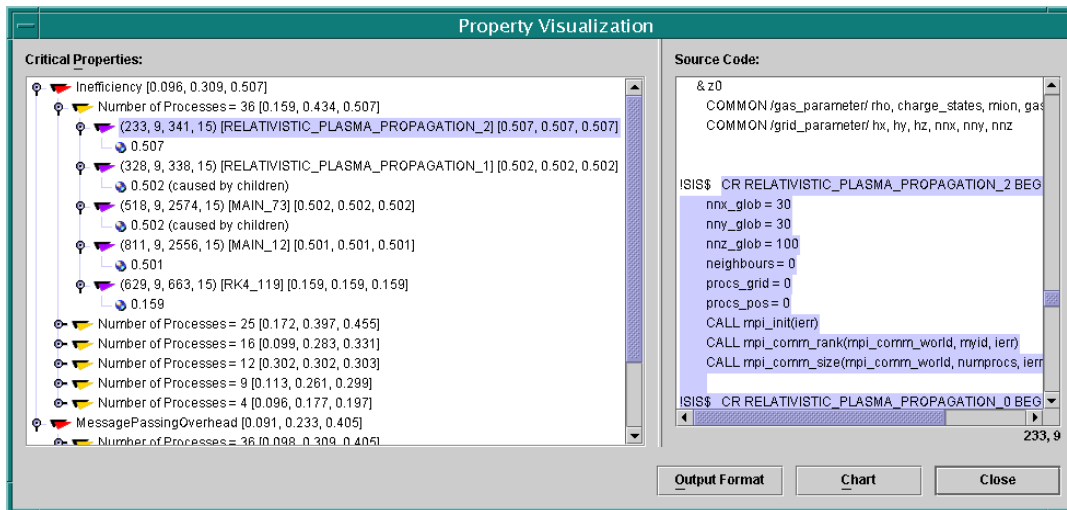 Property Visualization
Critical Properties:
Inefficiency [0.096, 0.309, 0.507]
Number of Processes = 36 [0.159, 0.434, 0.507]
(233, 9, 341, 15) [RELATIVISTIC_PLASMA_PROPAGATION_2] [0.507, 0.507, 0.507]
0.507
(328, 9, 338, 15) [RELATIVISTIC_PLASMA_PROPAGATION_1] [0.502, 0.502, 0.502]
0.502 (caused by children)
(518, 9, 2574, 15) [MAIN_73] [0.502, 0.502, 0.502]
0.502 (caused by children)
(811, 9, 2556, 15) [MAIN_12] [0.501, 0.501, 0.501]
0.501
(629, 9, 663, 15) [RK4_119] [0.159, 0.159, 0.159]
0.159
Number of Processes = 25 [0.172, 0.397, 0.455]
Number of Processes = 16 [0.099, 0.283, 0.331]
Number of Processes = 12 [0.302, 0.302, 0.303]
Number of Processes = 9 [0.113, 0.261, 0.299]
Number of Processes = 4 [0.096, 0.177, 0.197]
MessagePassingOverhead [0.091, 0.233, 0.405]
Number of Processes = 36 [0.098, 0.309, 0.405]
Source Code:
& z0
COMMON /gas_parameter/ rho, charge_states, mion, gas
COMMON /grid_parameter/ hx, hy, hz, nnx, nny, nnz
!SIS$ CR RELATIVISTIC_PLASMA_PROPAGATION_2 BEG
nnx_glob = 30
nny_glob = 30
nnz_glob = 100
neighbours = 0
procs_grid = 0
procs_pos = 0
CALL mpi_init(ierr)
CALL mpi_comm_rank(mpi_comm_world, myid, ierr)
CALL mpi_comm_size(mpi_comm_world, numprocs, ierr
!SIS$ CR RELATIVISTIC_PLASMA_PROPAGATION_0 BEG
233, 9
Output Format
Chart
Close